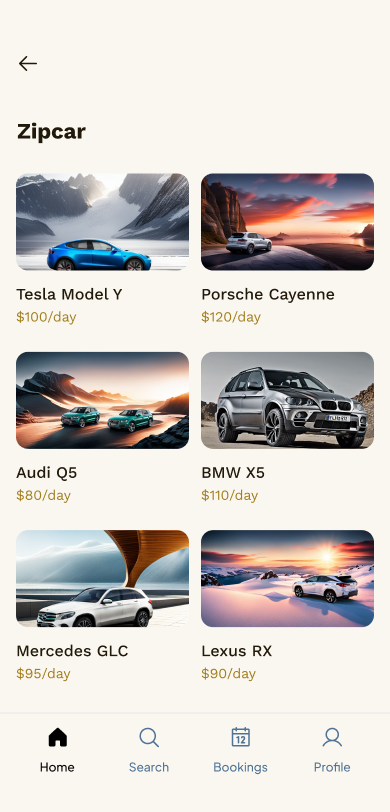 Zipcar
Tesla Model Y
$100/day
Porsche Cayenne
$120/day
Audi Q5
$80/day
BMW X5
$110/day
Mercedes GLC
$95/day
Lexus RX
$90/day
12
Home
Search
Bookings
Profile